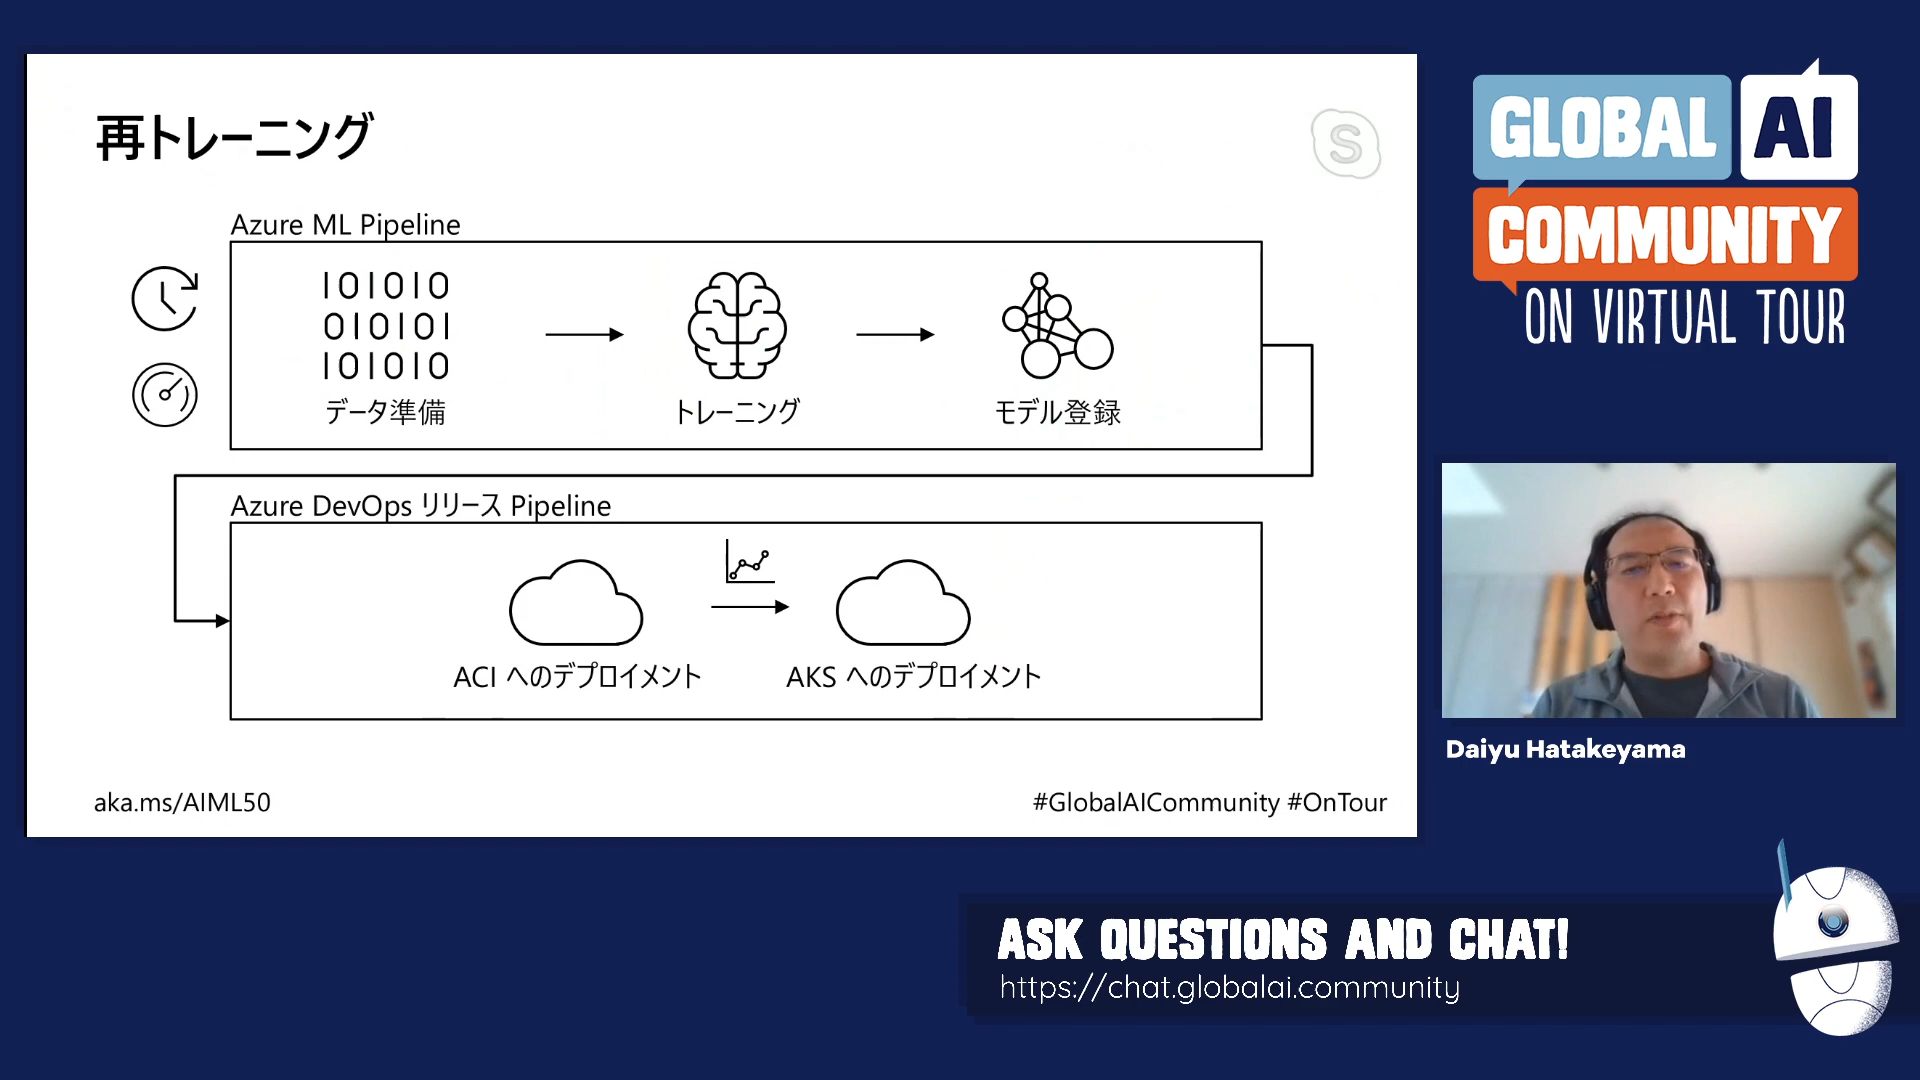 再トレーニング
S
Azure ML Pipeline
101010
010101
101010
データ準備
トレーニング
モデル登録
Azure DevOps リリース Pipeline
ACI へのデプロイメント
AKS へのデプロイメント
aka.ms/AIML50
#GlobalAICommunity #OnTour
GLOBAL AI
COMMUNITY
ON VIRTUAL TOUR
Daiyu Hatakeyama
ASK QUESTIONS AND CHAT!
https://chat.globalai.community